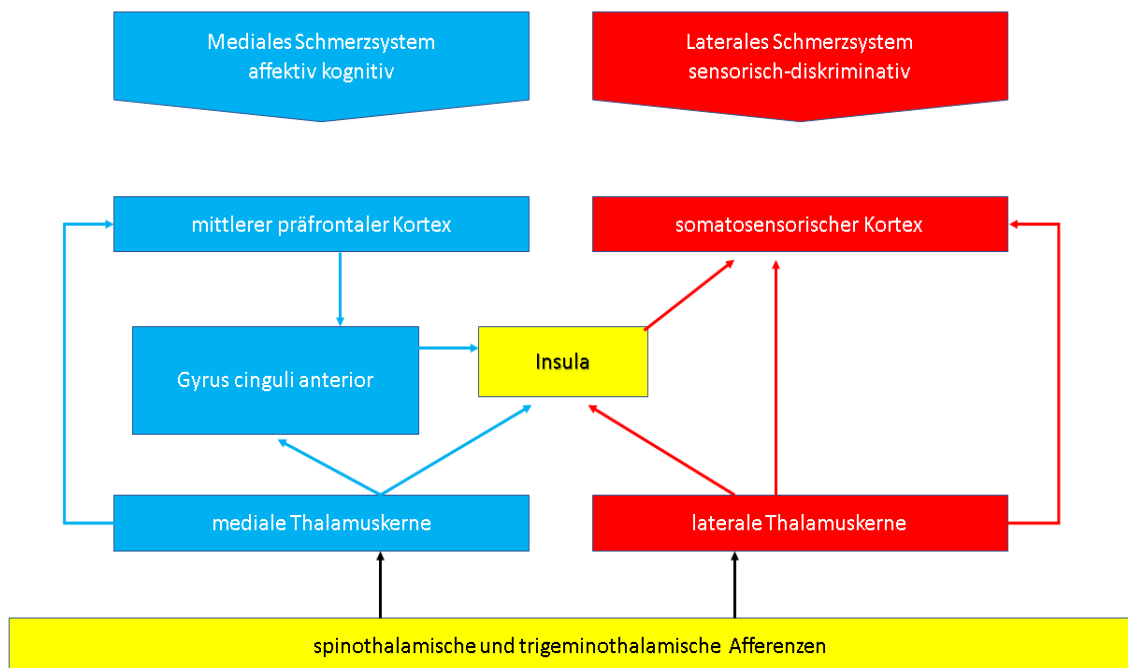 Mediales Schmerzsystem
affektiv kognitiv
Laterales Schmerzsystem
sensorisch-diskriminativ
mittlerer präfrontaler Kortex
somatosensorischer Kortex
Gyrus cinguli anterior
Insula
mediale Thalamuskerne
laterale Thalamuskerne
spinothalamische und trigeminothalamische Afferenzen